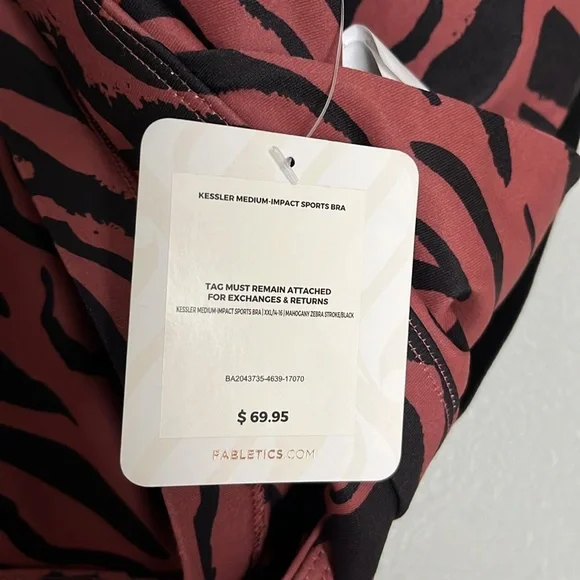 KESSLER MEDIUM-IMPACT SPORTS BRA
TAG MUST REMAIN ATTACHED
FOR EXCHANGES & RETURNS
KESSLER MEDIUM-IMPACT SPORTS BRA | XXL/14-16 | MAHOGANY ZEBRA STROKE/BLACK
BA2043735-4639-17070
$ 69.95
FABLETICS.COM